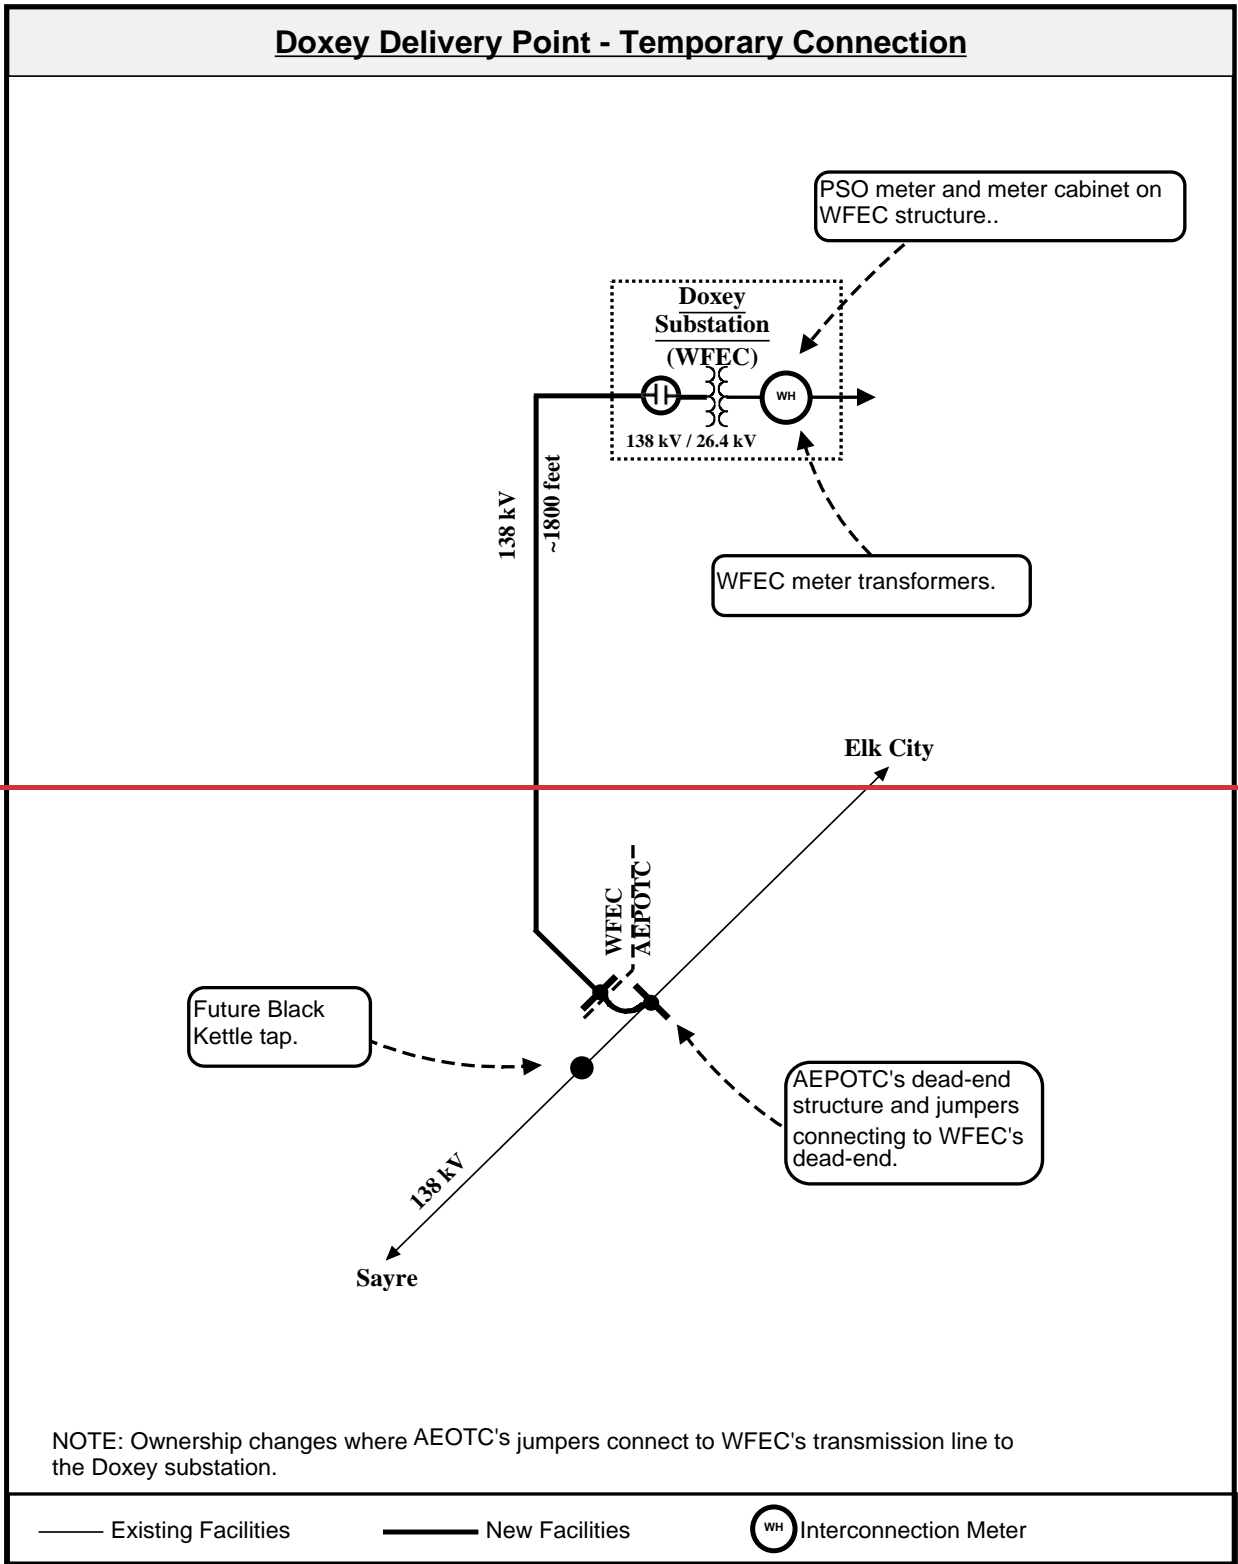 Doxey Delivery Point - Temporary Connection
PSO meter and meter cabinet on
WFEC structure..
Doxey
Substation
(WFEC)
WH
138 kV / 26.4 kV
138 kV
~1800 feet
WFEC meter transformers.
Elk City
WFEC
AEPOTC
Future Black
Kettle tap.
AEPOTC's dead-end
structure and jumpers
connecting to WFEC's
dead-end.
138 kV
Sayre
NOTE: Ownership changes where AEOTC's jumpers connect to WFEC's transmission line to
the Doxey substation.
Existing Facilities
New Facilities
WH
Interconnection Meter